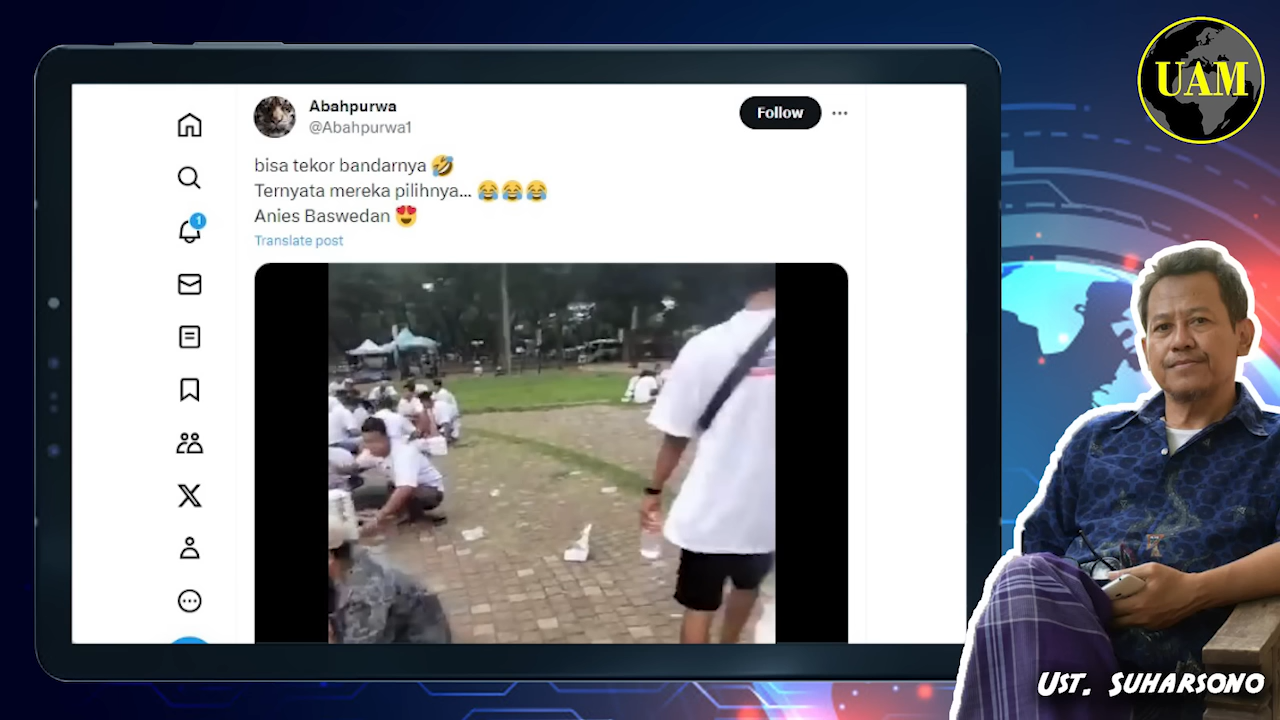 Abahpurwa
@Abahpurwa1
Follow
bisa tekor bandarnya 🤣
Ternyata mereka pilihnya... 😂😂😂
Anies Baswedan 😍
Translate post
1
UAM
UST. SUHARSONO